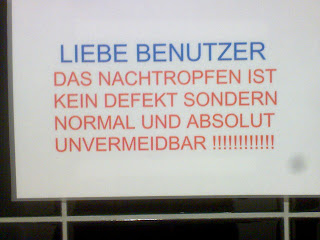 LIEBE BENUTZER
DAS NACHTROPFEN IST
KEIN DEFEKT SONDERN
NORMAL UND ABSOLUT
UNVERMEIDBAR !!!!!!!!!!!!